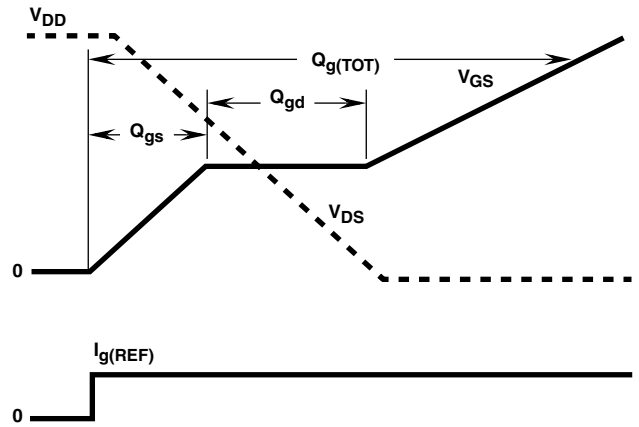 V_DD
Q_g(TOT)
V_GS
Q_gd
Q_gs
V_DS
0
I_g(REF)
0